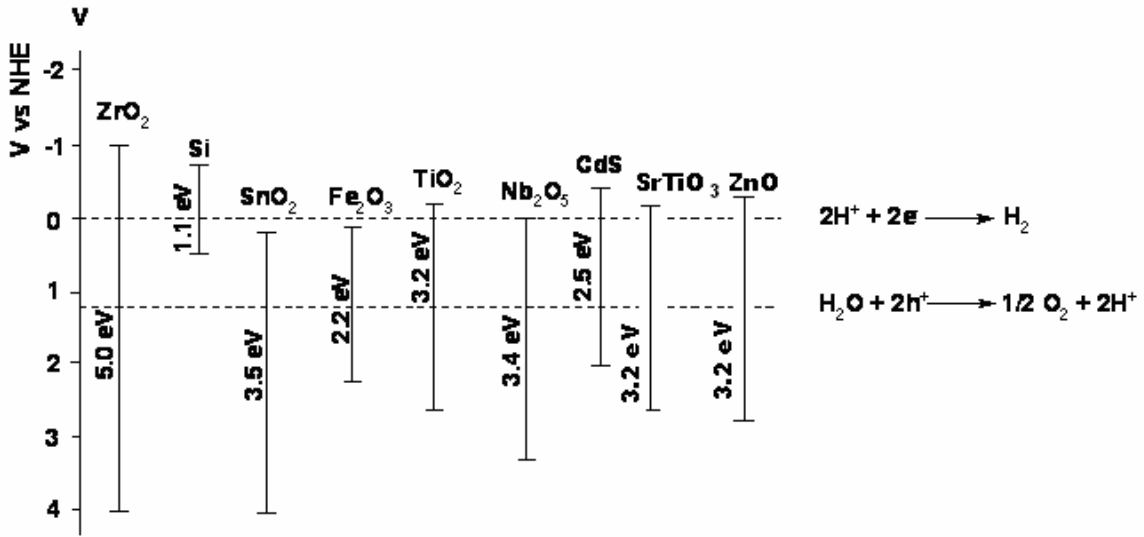 V
V vs NHE
-2
-1
0
1
2
3
4
ZrO₂
5.0 eV
Si
1.1 eV
SnO₂
3.5 eV
Fe₂O₃
2.2 eV
TiO₂
3.2 eV
Nb₂O₅
3.4 eV
CdS
2.5 eV
SrTiO₃
3.2 eV
ZnO
3.2 eV
2H⁺ + 2e ⟶ H₂
H₂O + 2h⁺ ⟶ 1/2 O₂ + 2H⁺